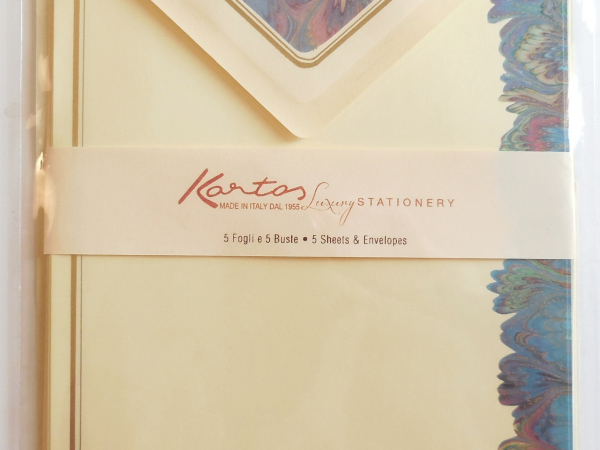 Kartos Luxury STATIONERY
MADE IN ITALY DAL 1955
5 Fogli e 5 Buste • 5 Sheets & Envelopes